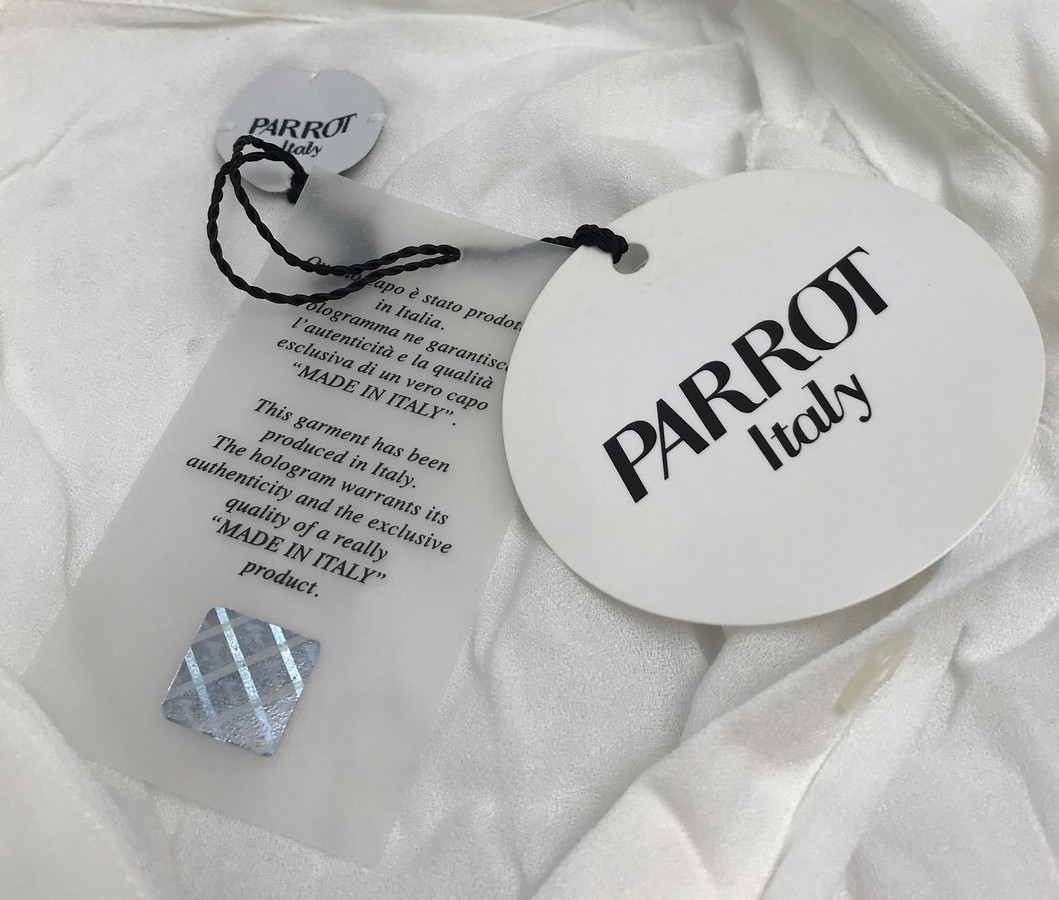 PARROT
Italy
capo è stato
in Italia.
ologramma ne
l’autenticità e la qualità
esclusiva di un vero capo
“MADE IN ITALY”.
This garment has been
produced in Italy.
The hologram warrants its
authenticity and the exclusive
quality of a really
“MADE IN ITALY”
product.
PARROT
Italy